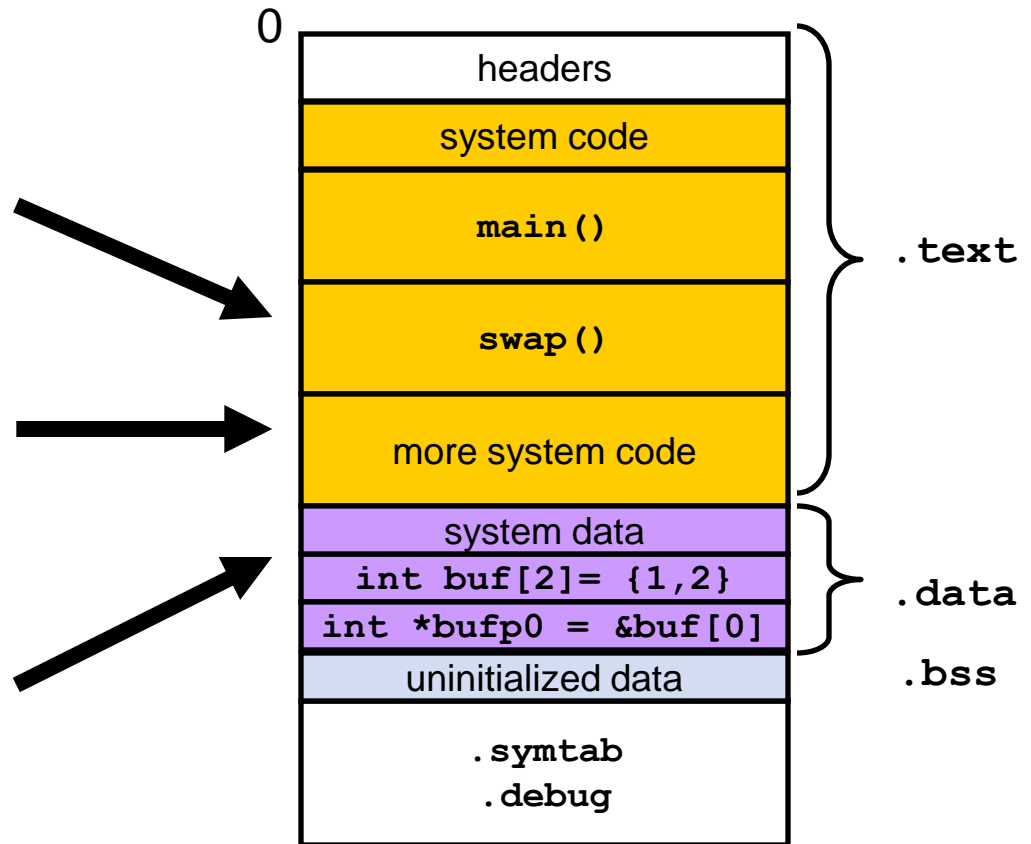 0
headers
system code
main()
swap()
.text
more system code
system data
int buf[2]= {1,2}
int *bufp0 = &buf[0]
.data
uninitialized data
.bss
.symtab
.debug